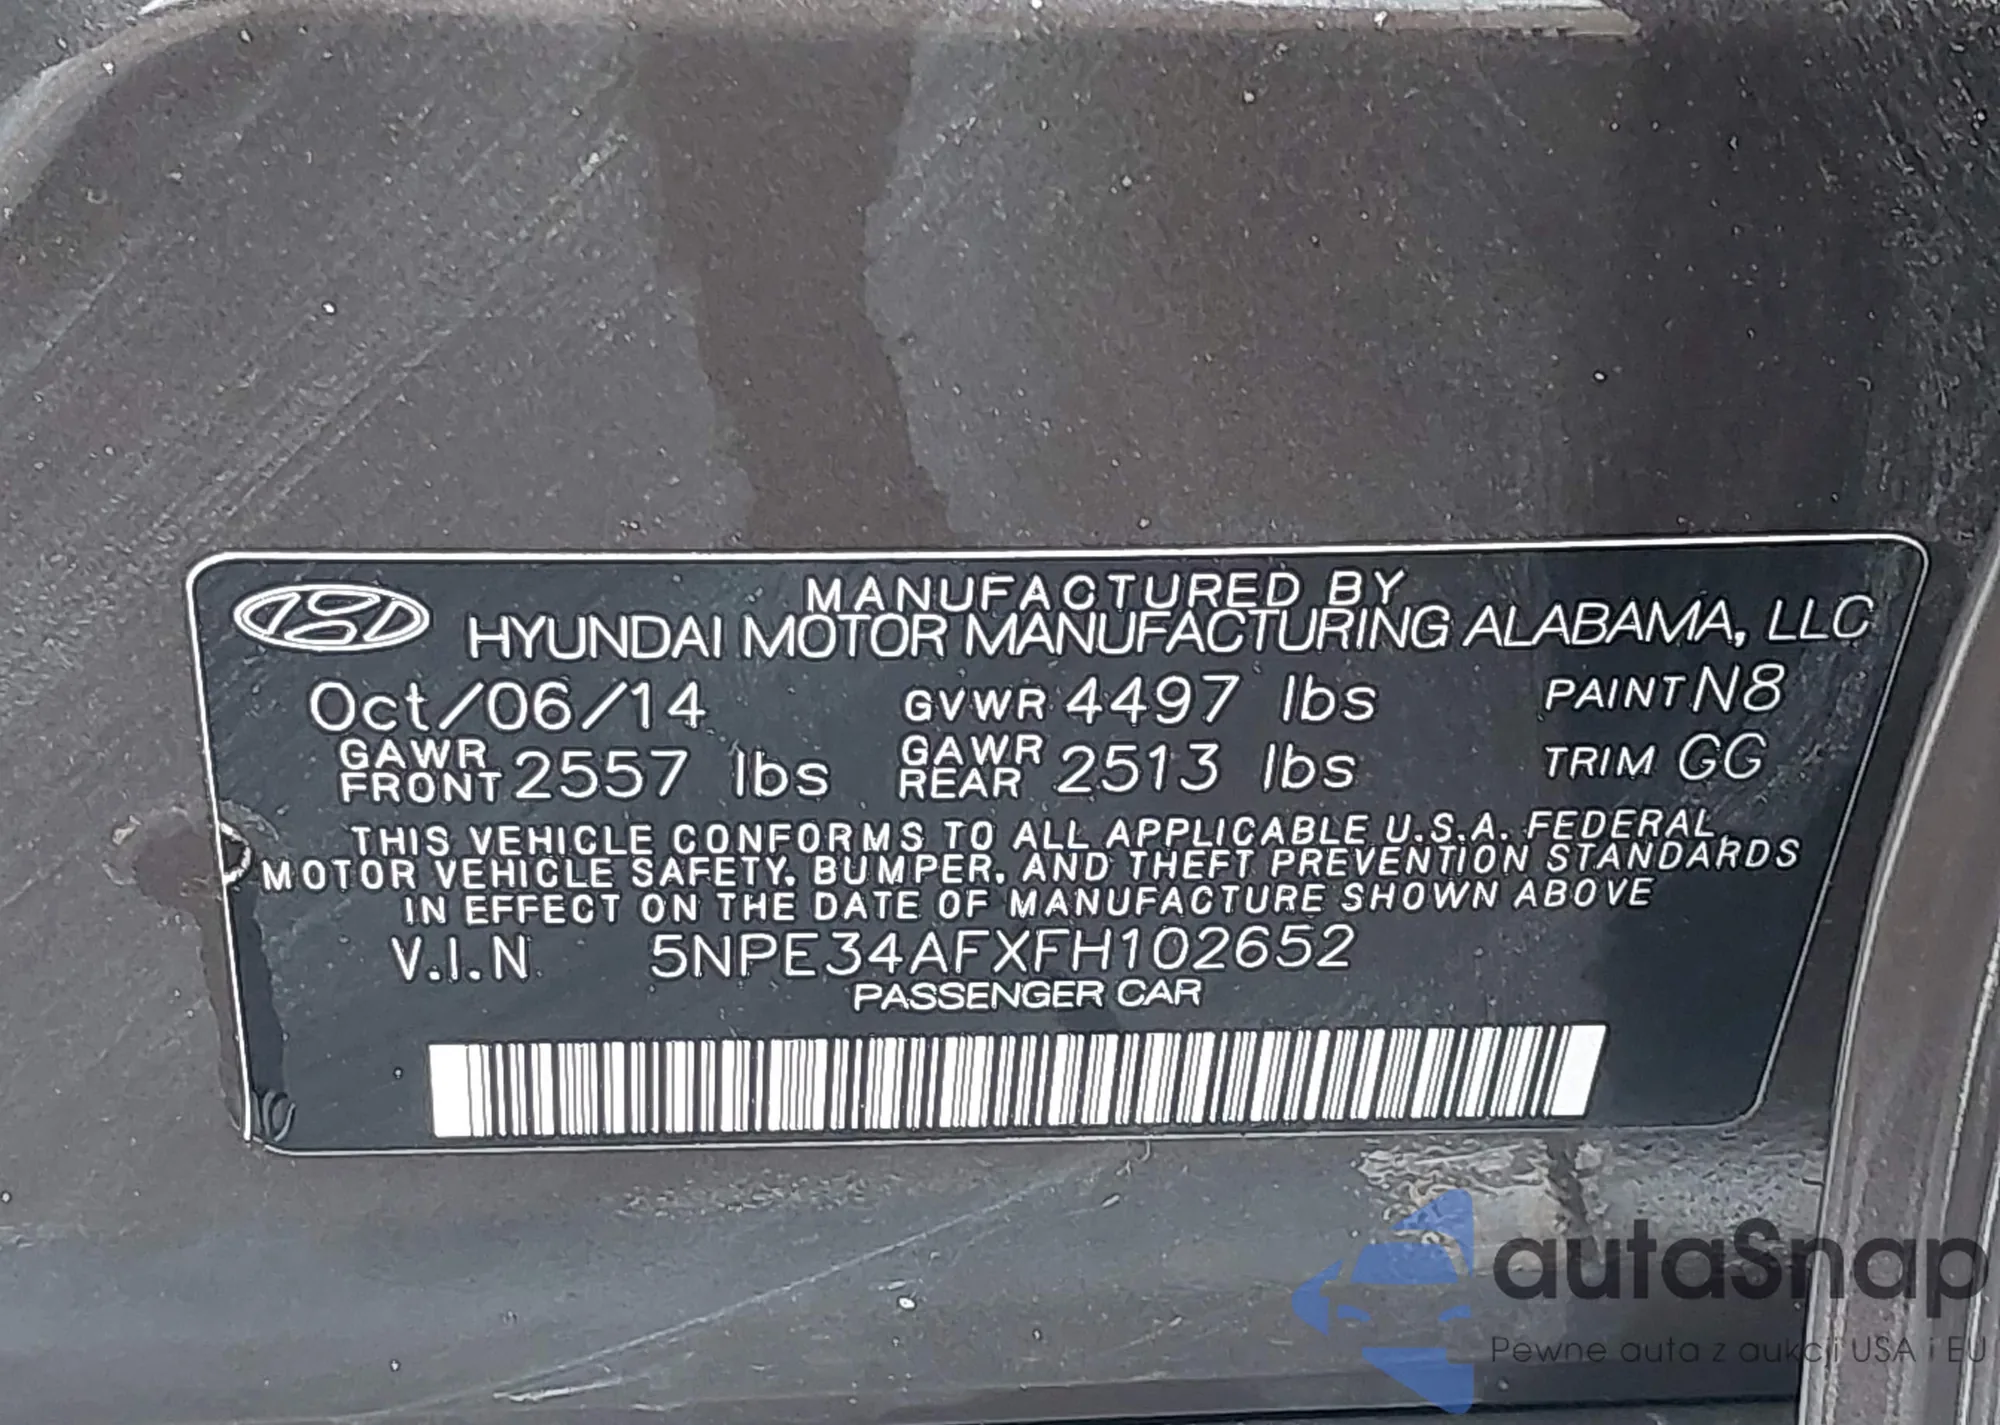 MANUFACTURED BY
HYUNDAI MOTOR MANUFACTURING ALABAMA, LLC
Oct/06/14 GVWR 4497 lbs PAINT N8
GAWR FRONT 2557 lbs GAWR REAR 2513 lbs TRIM GG
THIS VEHICLE CONFORMS TO ALL APPLICABLE U.S.A. FEDERAL
MOTOR VEHICLE SAFETY, BUMPER, AND THEFT PREVENTION STANDARDS
IN EFFECT ON THE DATE OF MANUFACTURE SHOWN ABOVE
V.I.N 5NPE34AFXFH102652
PASSENGER CAR
autaSnap
Pewne auta z aukcji USA i EU